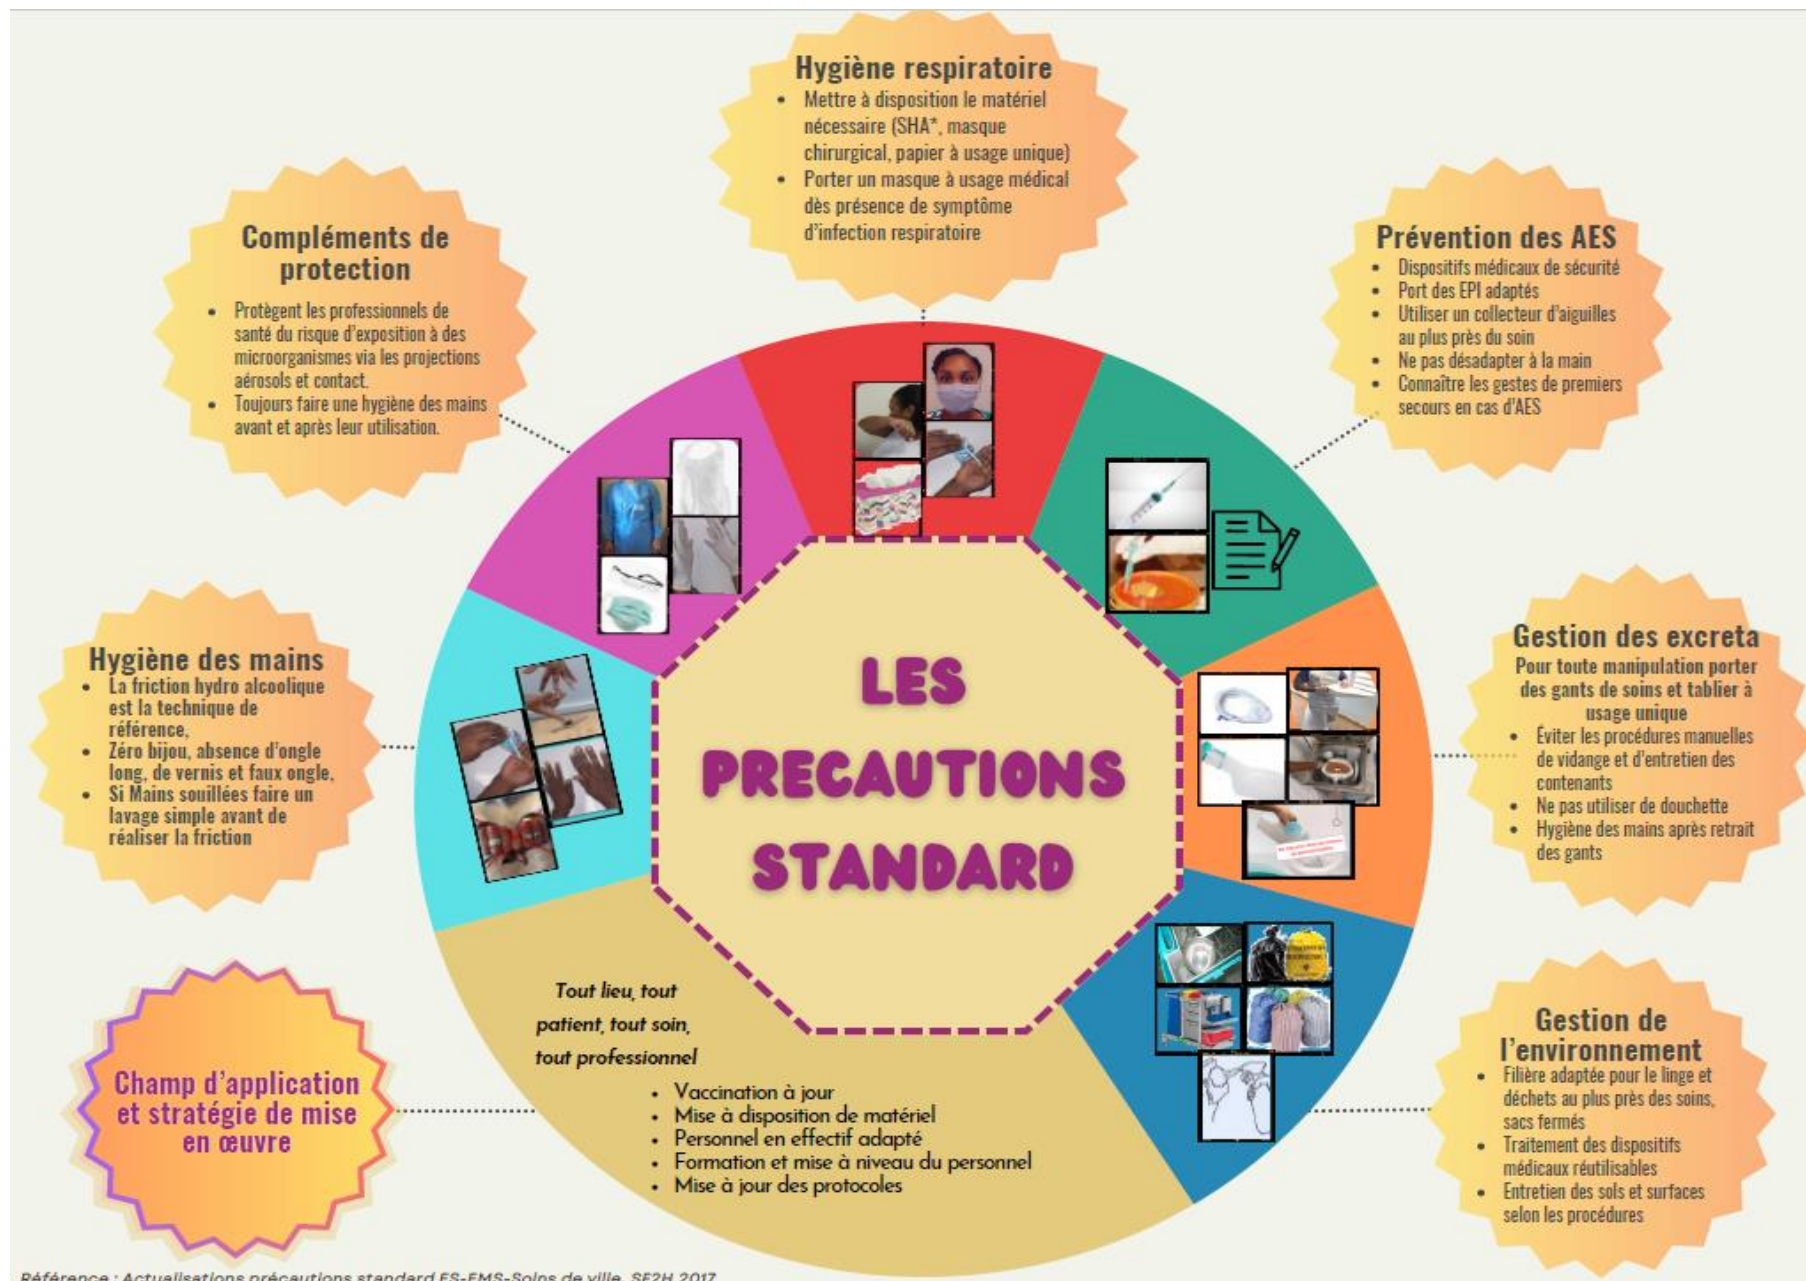 Hygiène respiratoire
• Mettre à disposition le matériel
nécessaire (SHA*, masque
chirurgical, papier à usage unique)
• Porter un masque à usage médical
dès présence de symptôme
d'infection respiratoire
Compléments de
protection
• Protègent les professionnels de
santé du risque d'exposition à des
microorganismes via les projections
aérosols et contact.
• Toujours faire une hygiène des mains
avant et après leur utilisation.
Prévention des AES
• Dispositifs médicaux de sécurité
• Port des EPI adaptés
• Utiliser un collecteur d'aiguilles
au plus près du soin
• Ne pas désadapter à la main
• Connaître les gestes de premiers
secours en cas d'AES
Hygiène des mains
• La friction hydro alcoolique
est la technique de
référence,
• Zéro bijou, absence d'ongle
long, de vernis et faux ongle,
• Si Mains souillées faire un
lavage simple avant de
réaliser la friction
LES
PRECAUTIONS
STANDARD
Gestion des excreta
Pour toute manipulation porter
des gants de soins et tablier à
usage unique
• Éviter les procédures manuelles
de vidange et d'entretien des
contenants
• Ne pas utiliser de douchette
• Hygiène des mains après retrait
des gants
Champ d'application
et stratégie de mise
en œuvre
Tout lieu, tout
patient, tout soin,
tout professionnel
• Vaccination à jour
• Mise à disposition de matériel
• Personnel en effectif adapté
• Formation et mise à niveau du personnel
• Mise à jour des protocoles
Gestion de
l'environnement
• Filière adaptée pour le linge et
déchets au plus près des soins,
sacs fermés
• Traitement des dispositifs
médicaux réutilisables
• Entretien des sols et surfaces
selon les procédures
Référence : Actualisations précautions standard ES-EMS-Soins de ville, SF2H 2017